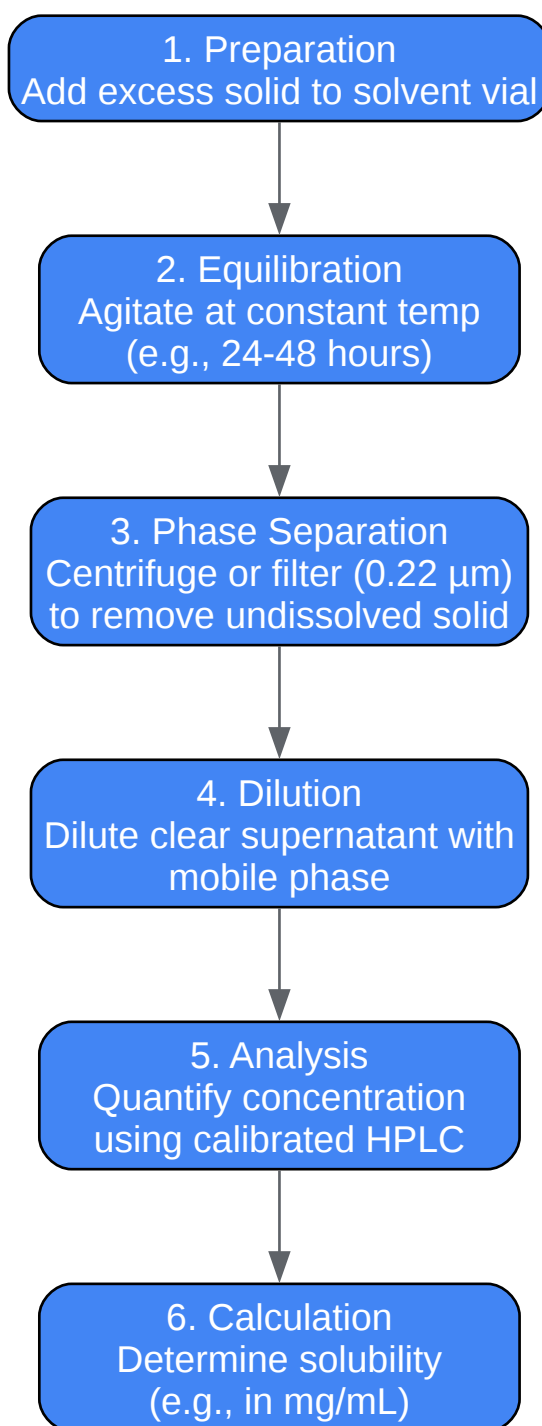 1. Preparation
Add excess solid to solvent vial
2. Equilibration
Agitate at constant temp
(e.g., 24-48 hours)
3. Phase Separation
Centrifuge or filter (0.22 µm)
to remove undissolved solid
4. Dilution
Dilute clear supernatant with
mobile phase
5. Analysis
Quantify concentration
using calibrated HPLC
6. Calculation
Determine solubility
(e.g., in mg/mL)